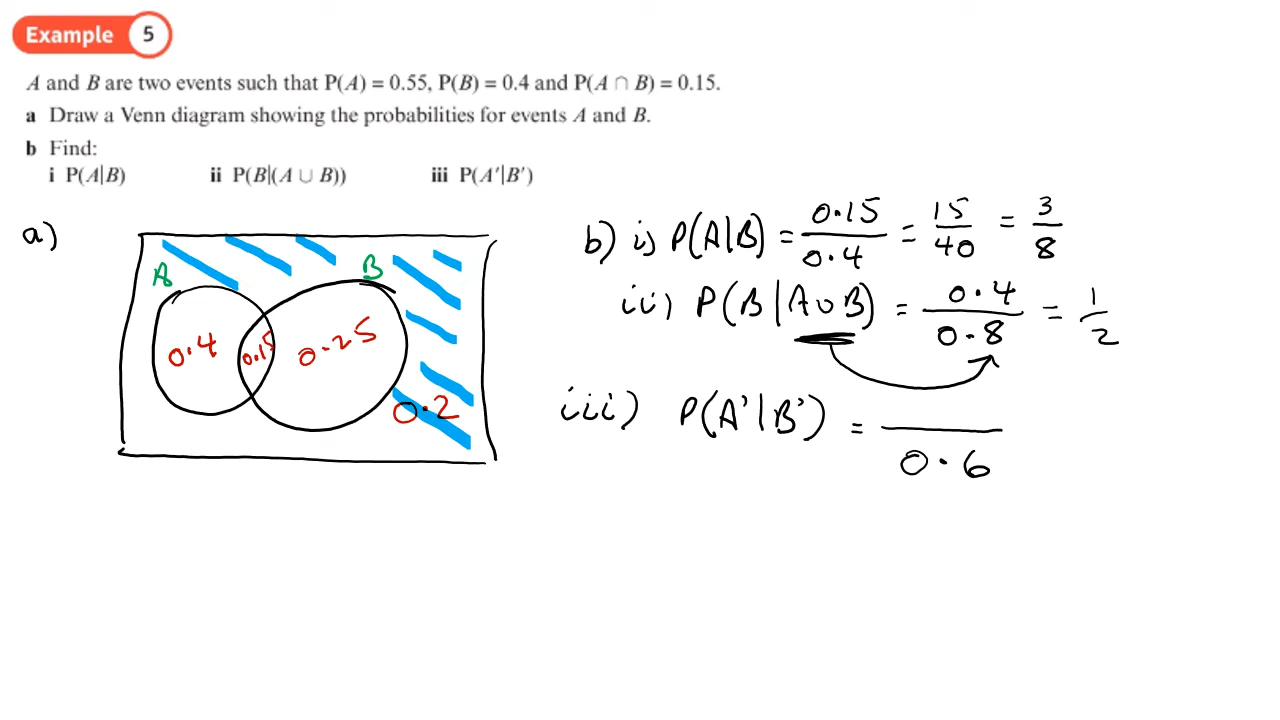 Example 5
A and B are two events such that P(A) = 0.55, P(B) = 0.4 and P(A ∩ B) = 0.15.
a Draw a Venn diagram showing the probabilities for events A and B.
b Find:
i P(A|B) ii P(B|(A ∪ B)) iii P(A′|B′)
a)
A B
0.4 0.15 0.25
0.2
b) i) P(A|B) = 0.15/0.4 = 15/40 = 3/8
ii) P(B|A∪B) = 0.4/0.8 = 1/2
iii) P(A'|B') = /0.6